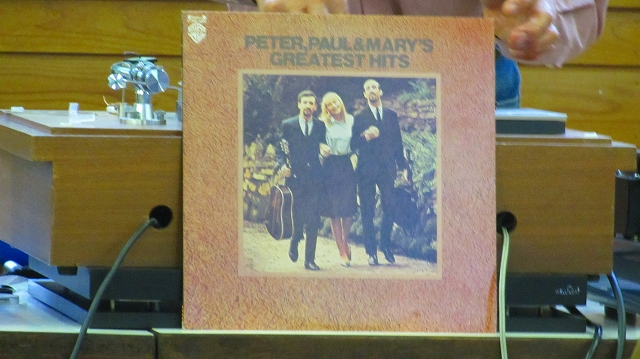 PETER, PAUL & MARY'S
GREATEST HITS